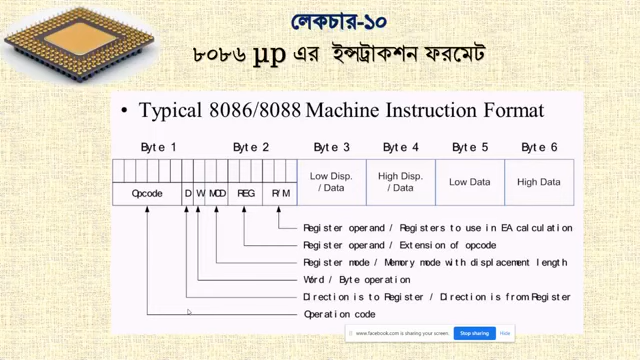 লেকচার-১০
৮০৮৬ µp এর ইন্সট্রাকশন ফরমেট
• Typical 8086/8088 Machine Instruction Format
Byte 1 Byte 2 Byte 3 Byte 4 Byte 5 Byte 6
Opcode D W MOD REG R/M Low Disp. / Data High Disp. / Data Low Data High Data
Register operand / Registers to use in EA calculation
Register operand / Extension of opcode
Register mode / Memory mode with displacement length
Word / Byte operation
Direction is to Register / Direction is from Register
Operation code
www.facebook.com is sharing your screen. Stop sharing Hide